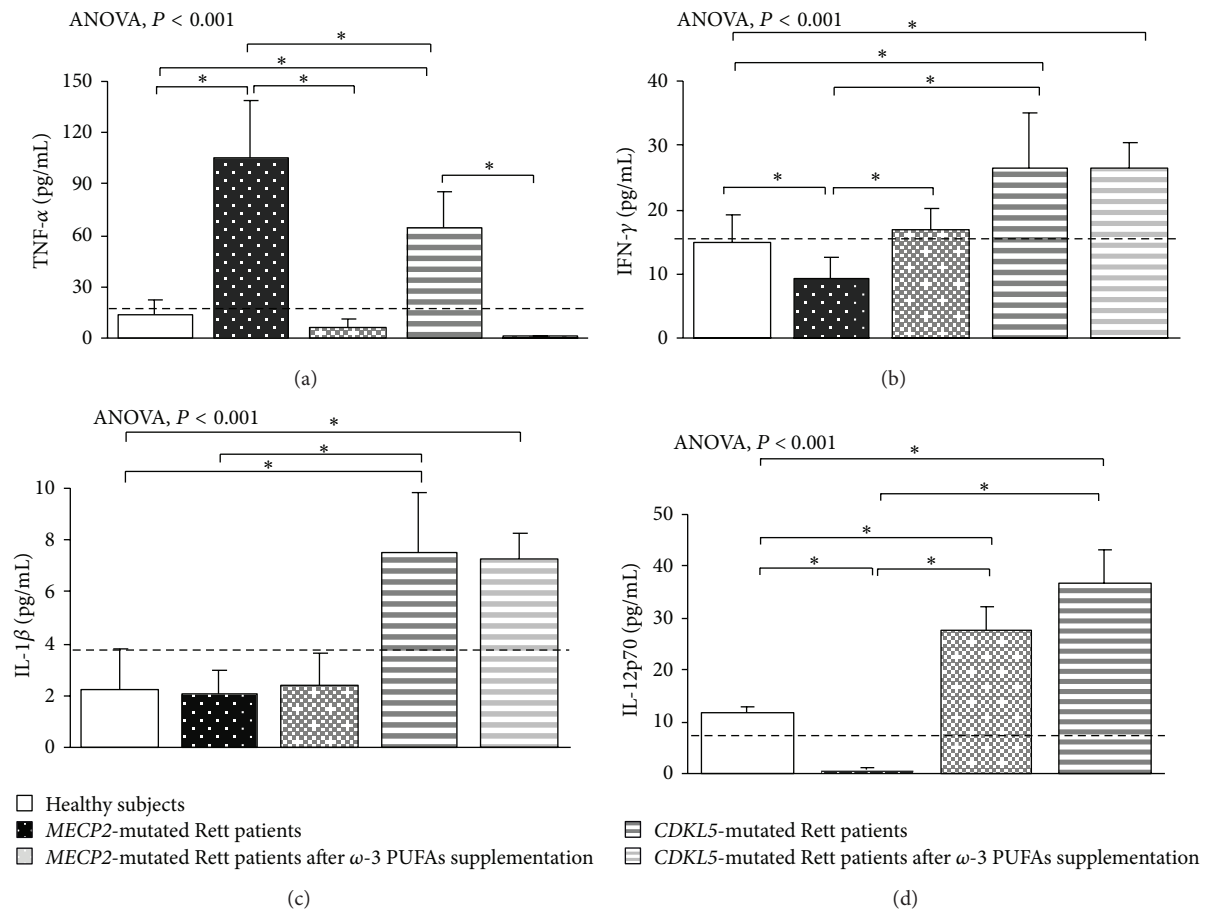 ANOVA, P < 0.001
*
*
*
*
*
150
120
90
60
30
0
TNF-α (pg/mL)
(a)
ANOVA, P < 0.001
*
*
*
*
*
40
30
20
10
0
IFN-γ (pg/mL)
(b)
ANOVA, P < 0.001
*
*
*
10
8
6
4
2
0
IL-1β (pg/mL)
Healthy subjects
MECP2-mutated Rett patients
MECP2-mutated Rett patients after ω-3 PUFAs supplementation
(c)
ANOVA, P < 0.001
*
*
*
*
*
50
40
30
20
10
0
IL-12p70 (pg/mL)
CDKL5-mutated Rett patients
CDKL5-mutated Rett patients after ω-3 PUFAs supplementation
(d)